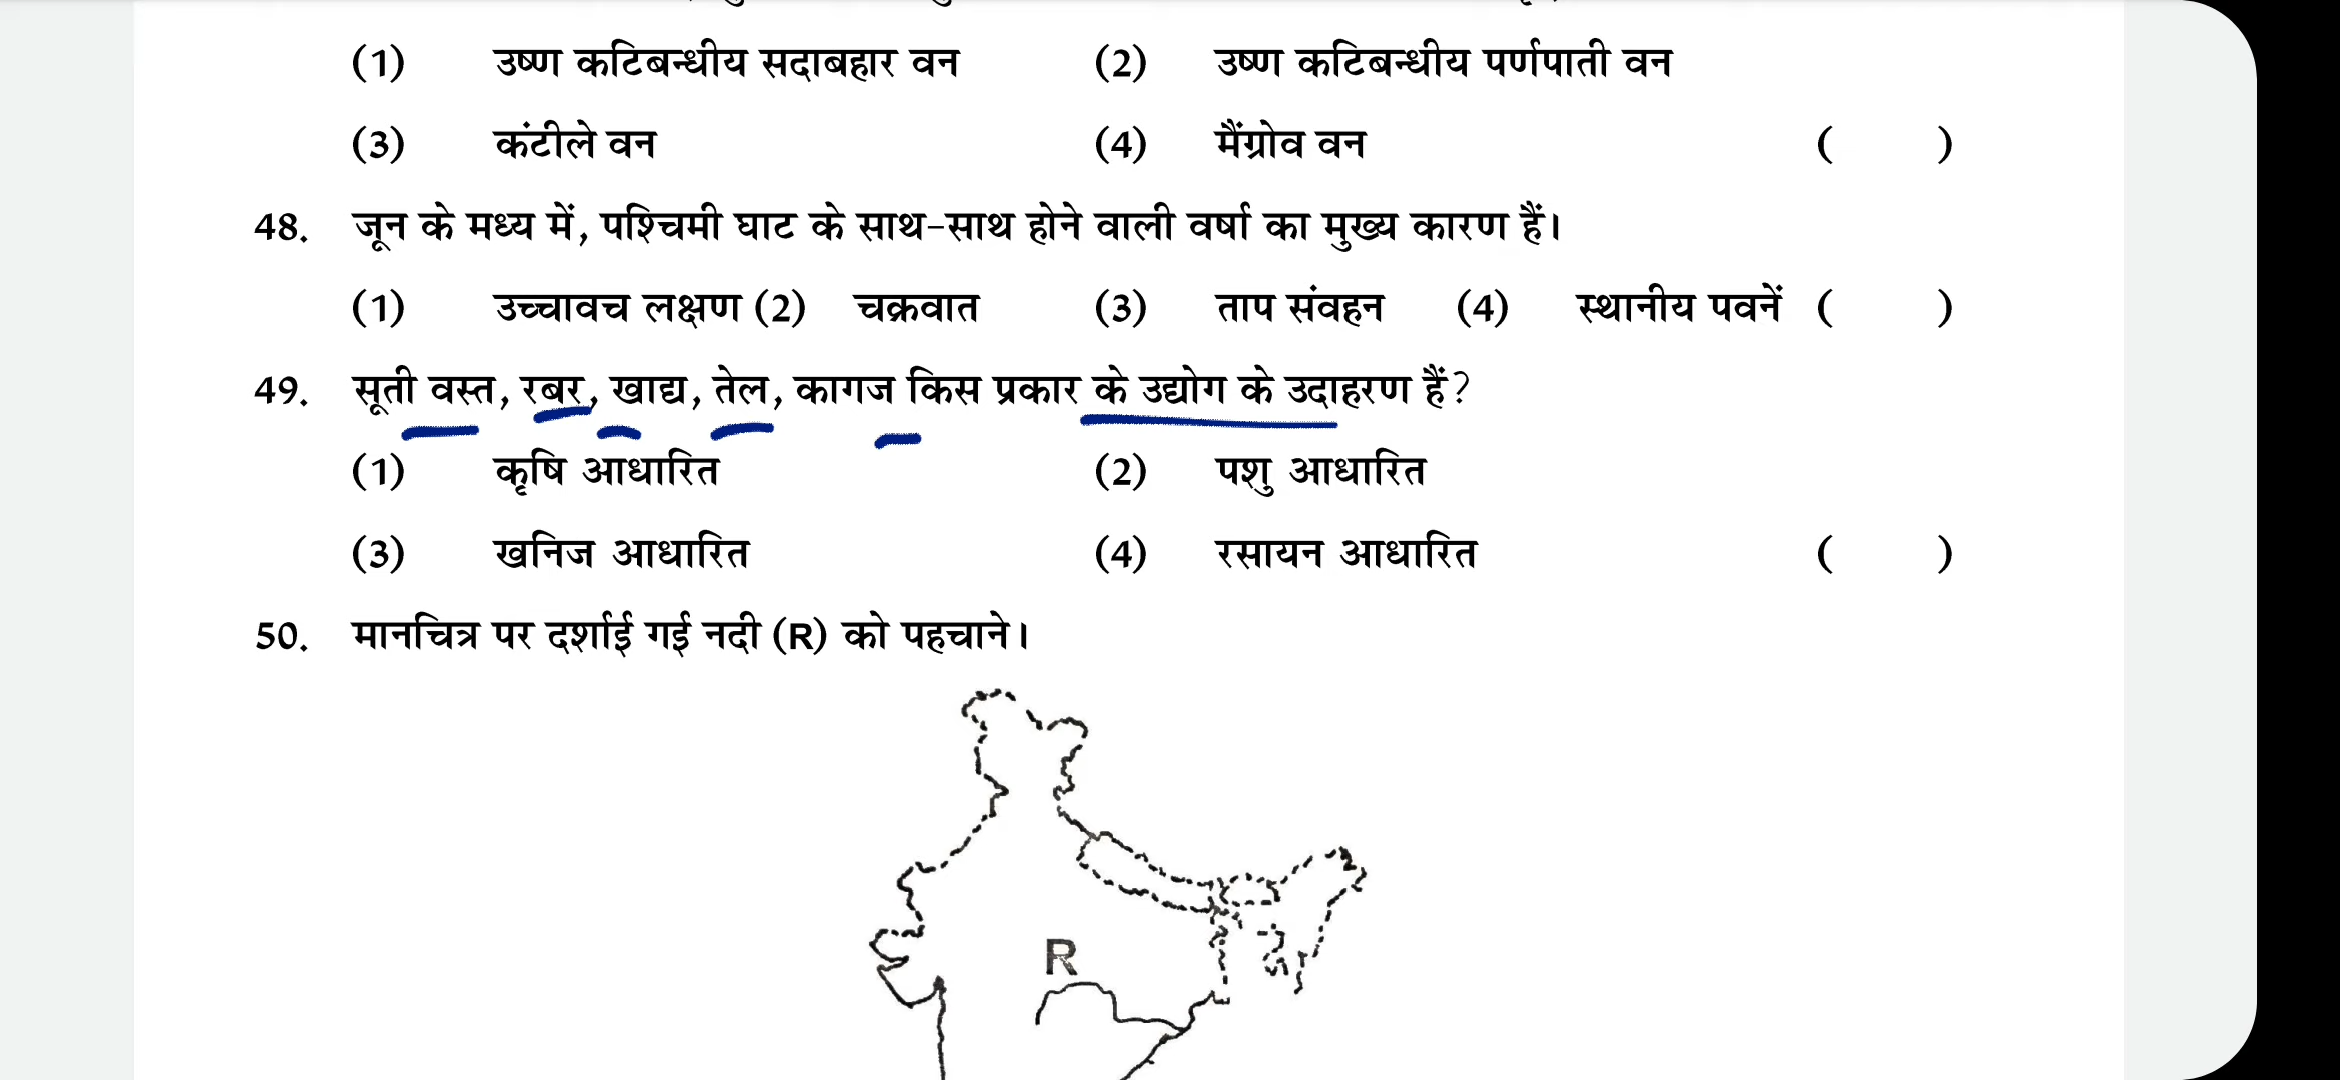 (1) उष्ण कटिबन्धीय सदाबहार वन (2) उष्ण कटिबन्धीय पर्णपाती वन
(3) कंटीले वन (4) मैंग्रोव वन ( )
48. जून के मध्य में, पश्चिमी घाट के साथ-साथ होने वाली वर्षा का मुख्य कारण हैं।
(1) उच्चावच लक्षण (2) चक्रवात (3) ताप संवहन (4) स्थानीय पवनें ( )
49. सूती वस्त, रबर, खाद्य, तेल, कागज किस प्रकार के उद्योग के उदाहरण हैं?
(1) कृषि आधारित (2) पशु आधारित
(3) खनिज आधारित (4) रसायन आधारित ( )
50. मानचित्र पर दर्शाई गई नदी (R) को पहचाने।
R